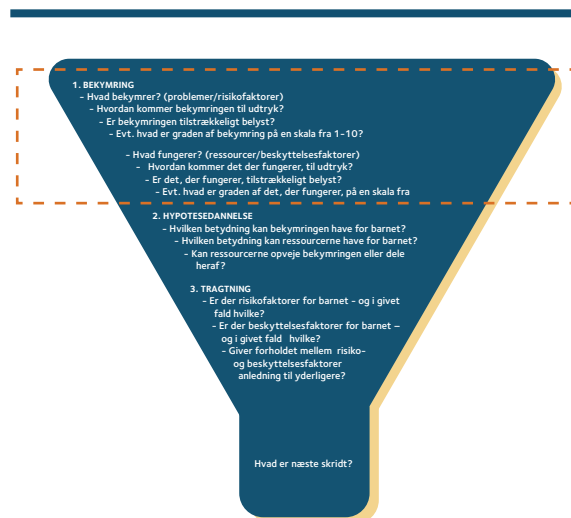 1. BEKYMRING
- Hvad bekymrer? (problemer/risikofaktorer)
- Hvordan kommer bekymringen til udtryk?
- Er bekymringen tilstrækkeligt belyst?
- Evt. hvad er graden af bekymring på en skala fra 1-10?
- Hvad fungerer? (ressourcer/beskyttelsesfaktorer)
- Hvordan kommer det der fungerer, til udtryk?
- Er det, der fungerer, tilstrækkeligt belyst?
- Evt. hvad er graden af det, der fungerer, på en skala fra
2. HYPOTESEDANNELSE
- Hvilken betydning kan bekymringen have for barnet?
- Hvilken betydning kan ressourcerne have for barnet?
- Kan ressourcerne opveje bekymringen eller dele
heraf?
3. TRAGTNING
- Er der risikofaktorer for barnet - og i givet
fald hvilke?
- Er der beskyttelsesfaktorer for barnet –
og i givet fald hvilke?
- Giver forholdet mellem risiko-
og beskyttelsesfaktorer
anledning til yderligere?
Hvad er næste skridt?